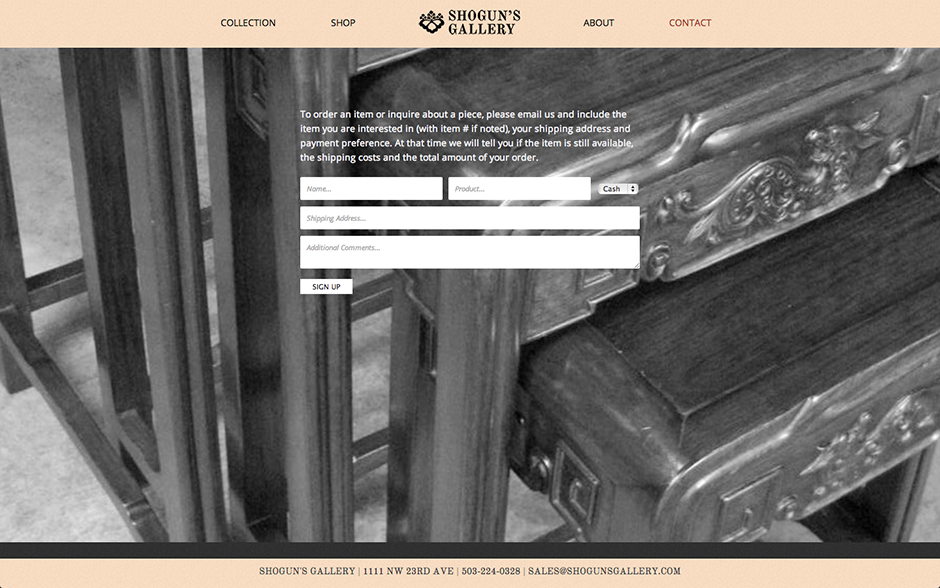 COLLECTION SHOP SHOGUN'S GALLERY ABOUT CONTACT
To order an item or inquire about a piece, please email us and include the
item you are interested in (with item # if noted), your shipping address and
payment preference. At that time we will tell you if the item is still available,
the shipping costs and the total amount of your order.
Name... Product... Cash
Shipping Address...
Additional Comments...
SIGN UP
SHOGUN'S GALLERY | 1111 NW 23RD AVE | 503-224-0328 | SALES@SHOGUNSGALLERY.COM